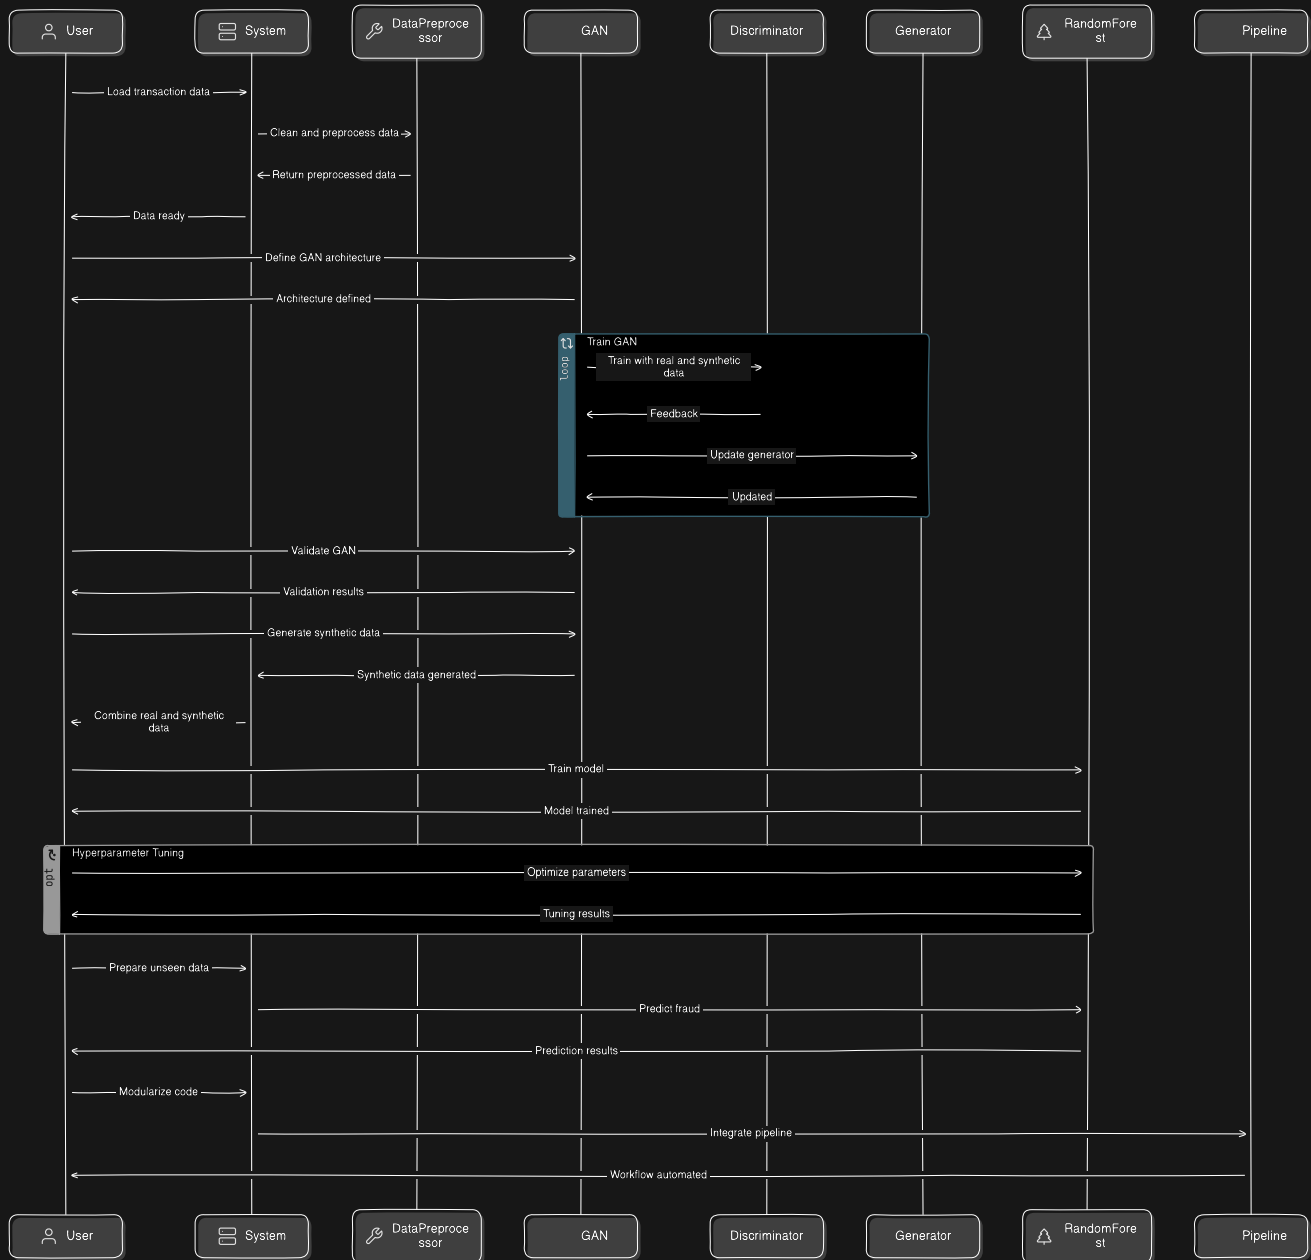 User
System
DataPreproce
ssor
GAN
Discriminator
Generator
RandomFore
st
Pipeline
Load transaction data
Clean and preprocess data
Return preprocessed data
Data ready
Define GAN architecture
Architecture defined
loop
Train GAN
Train with real and synthetic
data
Feedback
Update generator
Updated
Validate GAN
Validation results
Generate synthetic data
Synthetic data generated
Combine real and synthetic
data
Train model
Model trained
opt
Hyperparameter Tuning
Optimize parameters
Tuning results
Prepare unseen data
Predict fraud
Prediction results
Modularize code
Integrate pipeline
Workflow automated
User
System
DataPreproce
ssor
GAN
Discriminator
Generator
RandomFore
st
Pipeline